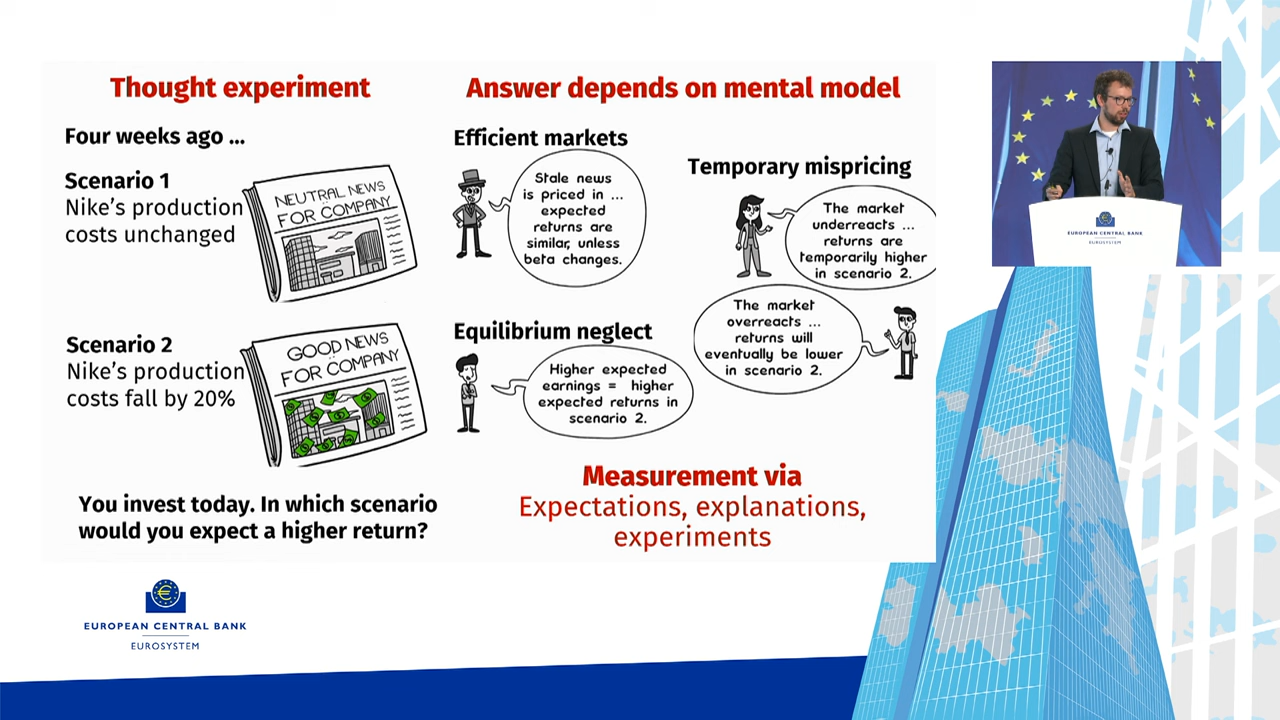 Thought experiment
Four weeks ago ...
Scenario 1
Nike's production
costs unchanged
NEUTRAL NEWS
FOR COMPANY
Scenario 2
Nike's production
costs fall by 20%
GOOD NEWS
FOR COMPANY
You invest today. In which scenario
would you expect a higher return?
Answer depends on mental model
Efficient markets
Stale news
is priced in ...
expected
returns are
similar, unless
beta changes.
Temporary mispricing
The market
underreacts ...
returns are
temporarily higher
in scenario 2.
The market
overreacts ...
returns will
eventually be lower
in scenario 2.
Equilibrium neglect
Higher expected
earnings = higher
expected returns in
scenario 2.
Measurement via
Expectations, explanations,
experiments
EUROPEAN CENTRAL BANK
EUROSYSTEM
EUROPEAN CENTRAL BANK
EUROSYSTEM